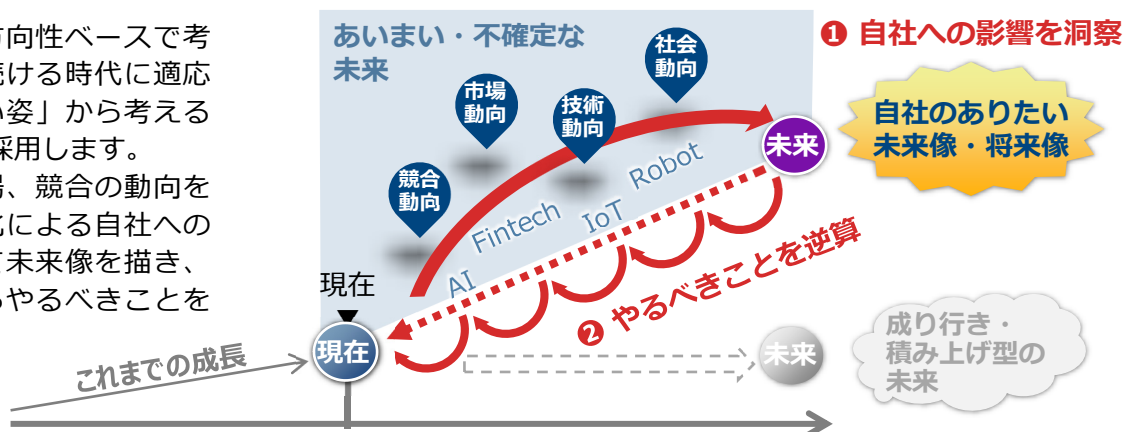 方向性ベースで考
続ける時代に適応
い姿」から考える
採用します。
場、競合の動向を
化による自社への
て未来像を描き、
らやるべきことを
あいまい・不確定な
未来
社会
動向
市場
動向
技術
動向
競合
動向
❶ 自社への影響を洞察
自社のありたい
未来像・将来像
未来
Robot
IoT
Fintech
AI
❷ やるべきことを逆算
現在
現在
これまでの成長
未来
成り行き・
積み上げ型の
未来